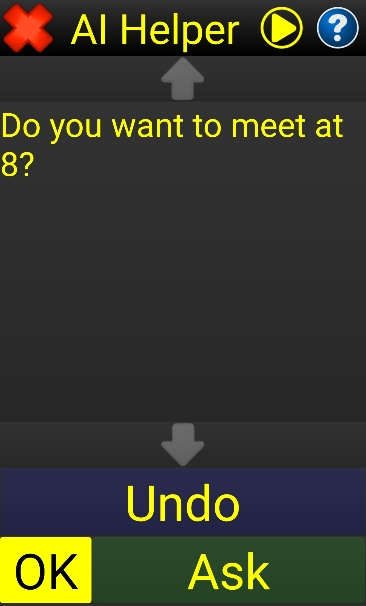 AI Helper ?
Do you want to meet at
8?
Undo
OK Ask